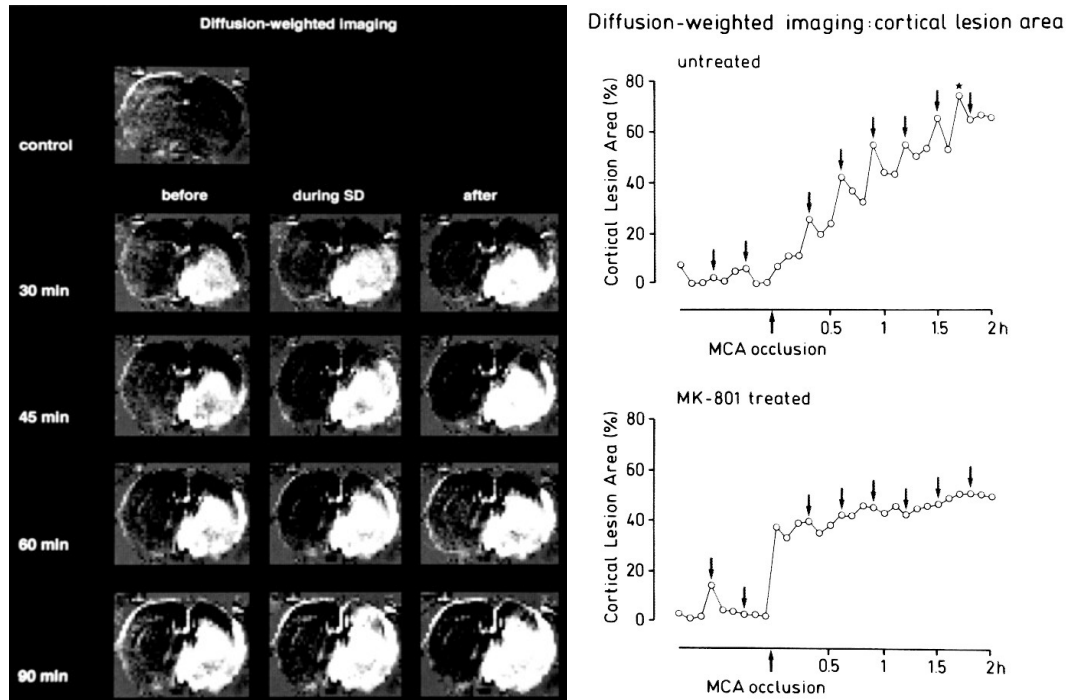 Diffusion-weighted imaging
control
before during SD after
30 min
45 min
60 min
90 min
Diffusion-weighted imaging: cortical lesion area
untreated
Cortical Lesion Area (%)
80
60
40
20
0
0.5 1 1.5 2 h
MCA occlusion
MK-801 treated
Cortical Lesion Area (%)
80
60
40
20
0
0.5 1 1.5 2 h
MCA occlusion